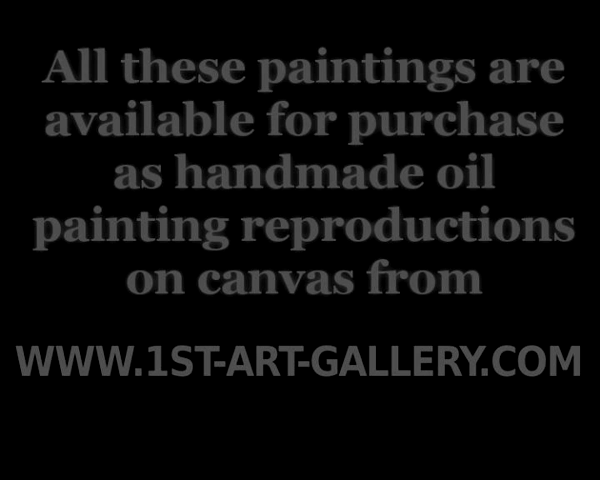 All these paintings are
available for purchase
as handmade oil
painting reproductions
on canvas from
WWW.1ST-ART-GALLERY.COM